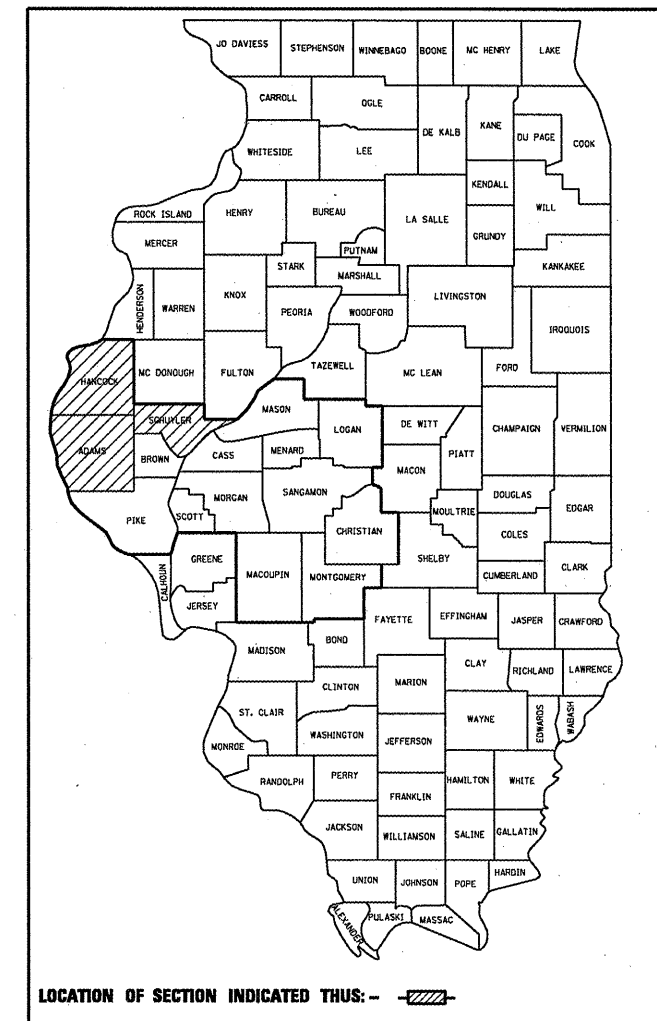 JO DAVIESS STEPHENSON WINNEBAGO BOONE MC HENRY LAKE
CARROLL OGLE DE KALB KANE DU PAGE COOK
WHITESIDE LEE
KENDALL
ROCK ISLAND HENRY BUREAU LA SALLE WILL
MERCER PUTNAM GRUNDY
STARK MARSHALL KANKAKEE
HENDERSON WARREN KNOX PEORIA WOODFORD LIVINGSTON IROQUOIS
HANCOCK MC DONOUGH FULTON TAZEWELL MC LEAN FORD
SCHUYLER MASON LOGAN DE WITT CHAMPAIGN VERMILION
ADAMS BROWN CASS MENARD MACON PIATT
MORGAN SANGAMON DOUGLAS
PIKE SCOTT CHRISTIAN MOULTRIE COLES EDGAR
GREENE MACOUPIN MONTGOMERY SHELBY CUMBERLAND CLARK
CALHOUN JERSEY FAYETTE EFFINGHAM JASPER CRAWFORD
MADISON BOND
CLAY RICHLAND LAWRENCE
CLINTON MARION
ST. CLAIR WAYNE EDWARDS WABASH
WASHINGTON JEFFERSON
MONROE
RANDOLPH PERRY HAMILTON WHITE
FRANKLIN
JACKSON WILLIAMSON SALINE GALLATIN
UNION JOHNSON POPE HARDIN
ALEXANDER PULASKI MASSAC
LOCATION OF SECTION INDICATED THUS: -